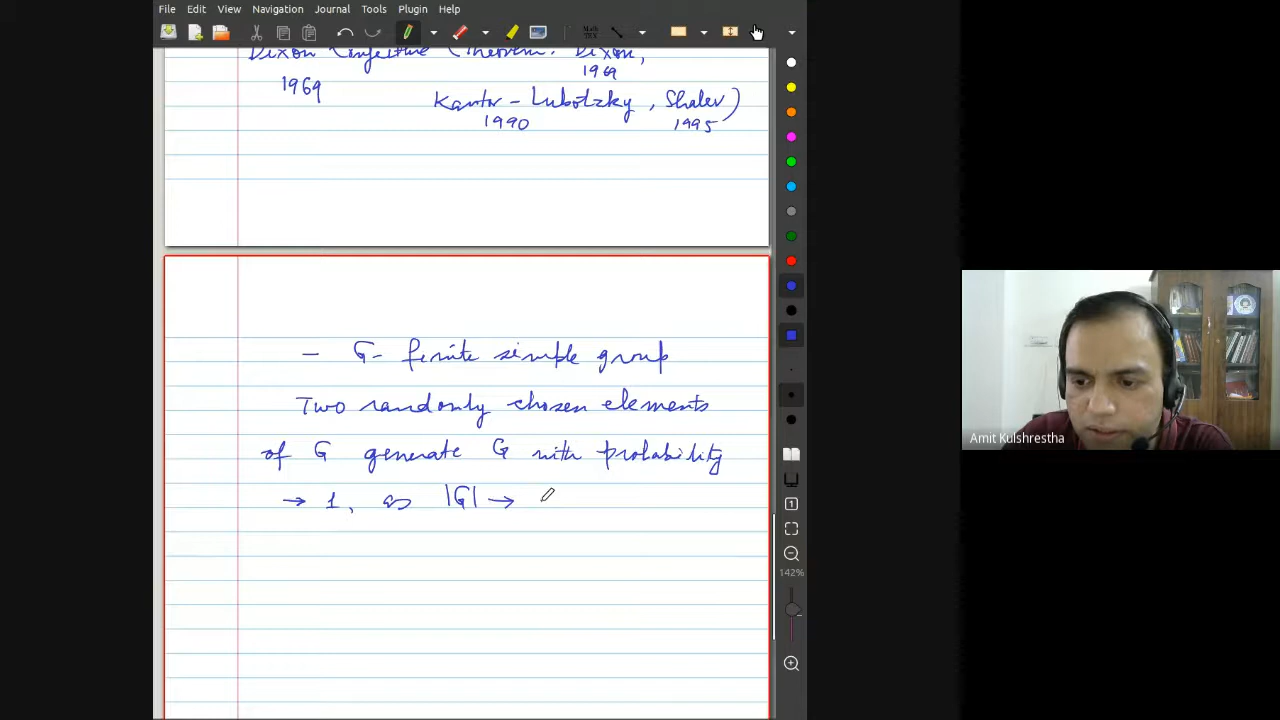 File Edit View Navigation Journal Tools Plugin Help
Dixon Conjecture (Theorem: Dixon,
1969 1969
Kantor - Lubotzky, Shalev)
1990 1995
- G - finite simple group
Two randomly chosen elements
of G generate G with probability
→ 1, as |G| →
Amit Kulshrestha
142%